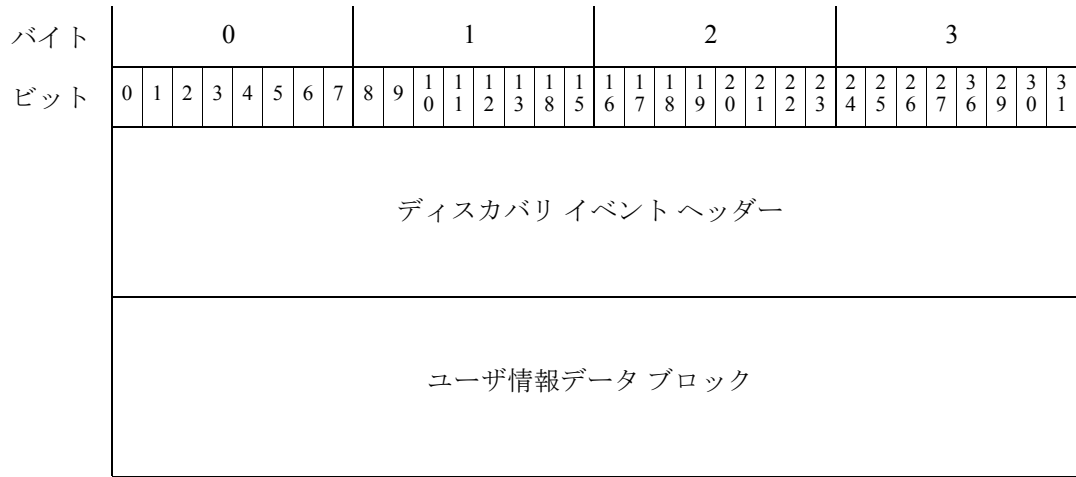 バイト 0 1 2 3
ビット 0 1 2 3 4 5 6 7 8 9 10 11 12 13 18 15 16 17 18 19 20 21 22 23 24 25 26 27 36 29 30 31
ディスカバリ イベント ヘッダー
ユーザ情報データ ブロック